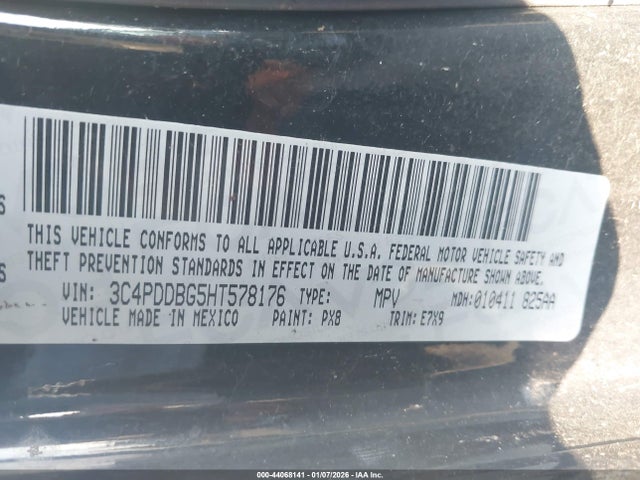 THIS VEHICLE CONFORMS TO ALL APPLICABLE U.S.A. FEDERAL MOTOR VEHICLE SAFETY AND
THEFT PREVENTION STANDARDS IN EFFECT ON THE DATE OF MANUFACTURE SHOWN ABOVE.
VIN: 3C4PDDBG5HT578176 TYPE: MPV MDH:010411 825AA
VEHICLE MADE IN MEXICO PAINT: PX8 TRIM: E7X9
000-44068141 - 01/07/2026 - IAA Inc.